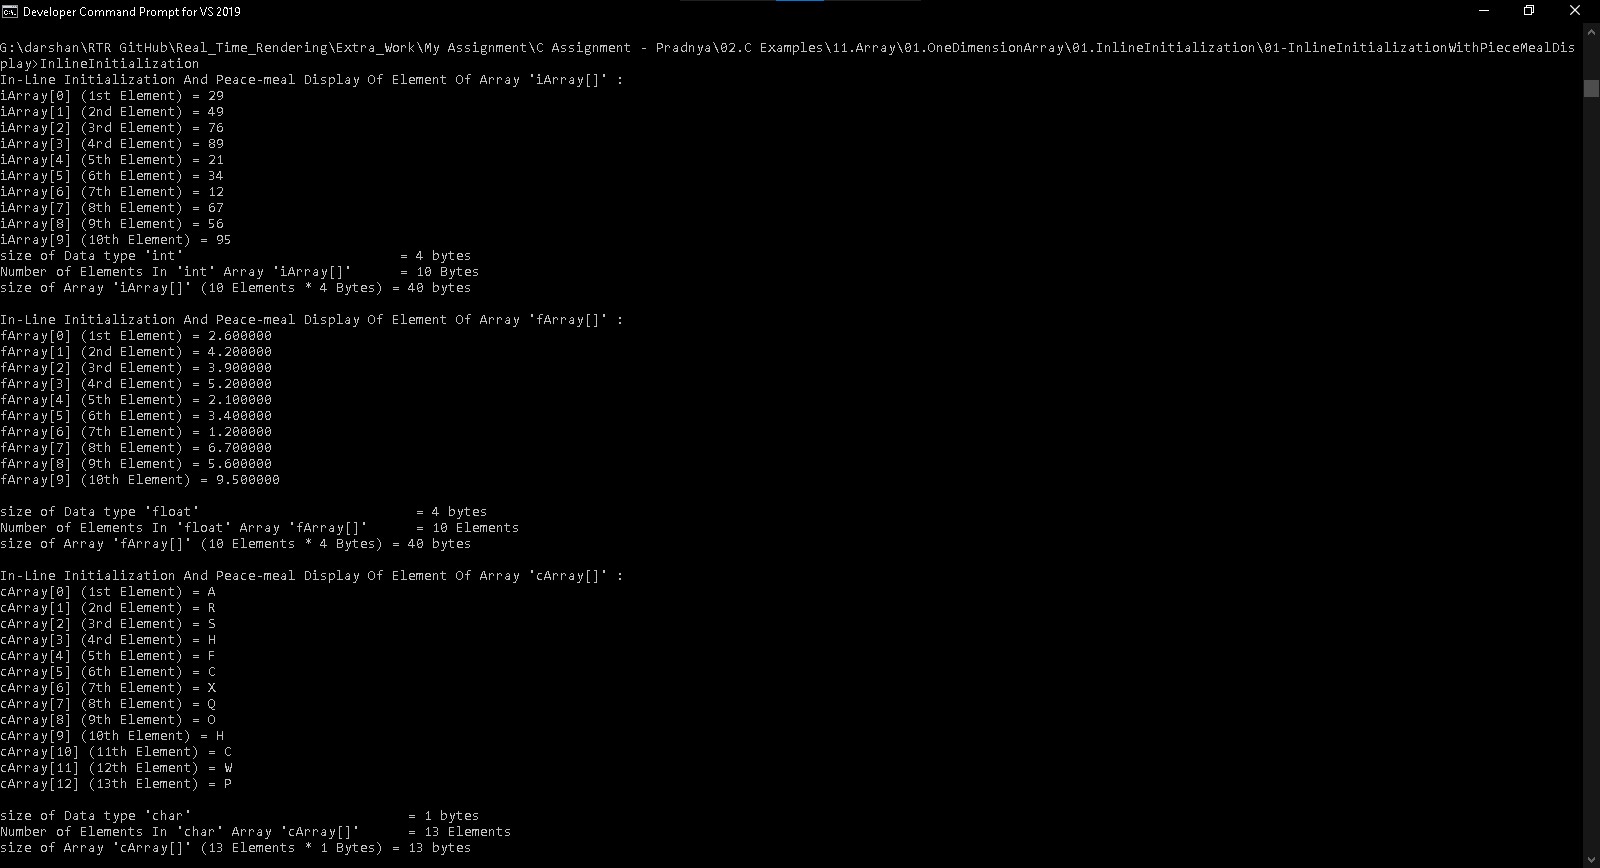 Developer Command Prompt for VS 2019
G:\darshan\RTR GitHub\Real_Time_Rendering\Extra_Work\My Assignment\C Assignment - Pradnya\02.C Examples\11.Array\01.OneDimensionArray\01.InlineInitialization\01-InlineInitializationWithPieceMealDis
play>InlineInitialization
In-Line Initialization And Peace-meal Display Of Element Of Array 'iArray[]' :
iArray[0] (1st Element) = 29
iArray[1] (2nd Element) = 49
iArray[2] (3rd Element) = 76
iArray[3] (4rd Element) = 89
iArray[4] (5th Element) = 21
iArray[5] (6th Element) = 34
iArray[6] (7th Element) = 12
iArray[7] (8th Element) = 67
iArray[8] (9th Element) = 56
iArray[9] (10th Element) = 95
size of Data type 'int' = 4 bytes
Number of Elements In 'int' Array 'iArray[]' = 10 Bytes
size of Array 'iArray[]' (10 Elements * 4 Bytes) = 40 bytes
In-Line Initialization And Peace-meal Display Of Element Of Array 'fArray[]' :
fArray[0] (1st Element) = 2.600000
fArray[1] (2nd Element) = 4.200000
fArray[2] (3rd Element) = 3.900000
fArray[3] (4rd Element) = 5.200000
fArray[4] (5th Element) = 2.100000
fArray[5] (6th Element) = 3.400000
fArray[6] (7th Element) = 1.200000
fArray[7] (8th Element) = 6.700000
fArray[8] (9th Element) = 5.600000
fArray[9] (10th Element) = 9.500000
size of Data type 'float' = 4 bytes
Number of Elements In 'float' Array 'fArray[]' = 10 Elements
size of Array 'fArray[]' (10 Elements * 4 Bytes) = 40 bytes
In-Line Initialization And Peace-meal Display Of Element Of Array 'cArray[]' :
cArray[0] (1st Element) = A
cArray[1] (2nd Element) = R
cArray[2] (3rd Element) = S
cArray[3] (4rd Element) = H
cArray[4] (5th Element) = F
cArray[5] (6th Element) = C
cArray[6] (7th Element) = X
cArray[7] (8th Element) = Q
cArray[8] (9th Element) = O
cArray[9] (10th Element) = H
cArray[10] (11th Element) = C
cArray[11] (12th Element) = W
cArray[12] (13th Element) = P
size of Data type 'char' = 1 bytes
Number of Elements In 'char' Array 'cArray[]' = 13 Elements
size of Array 'cArray[]' (13 Elements * 1 Bytes) = 13 bytes